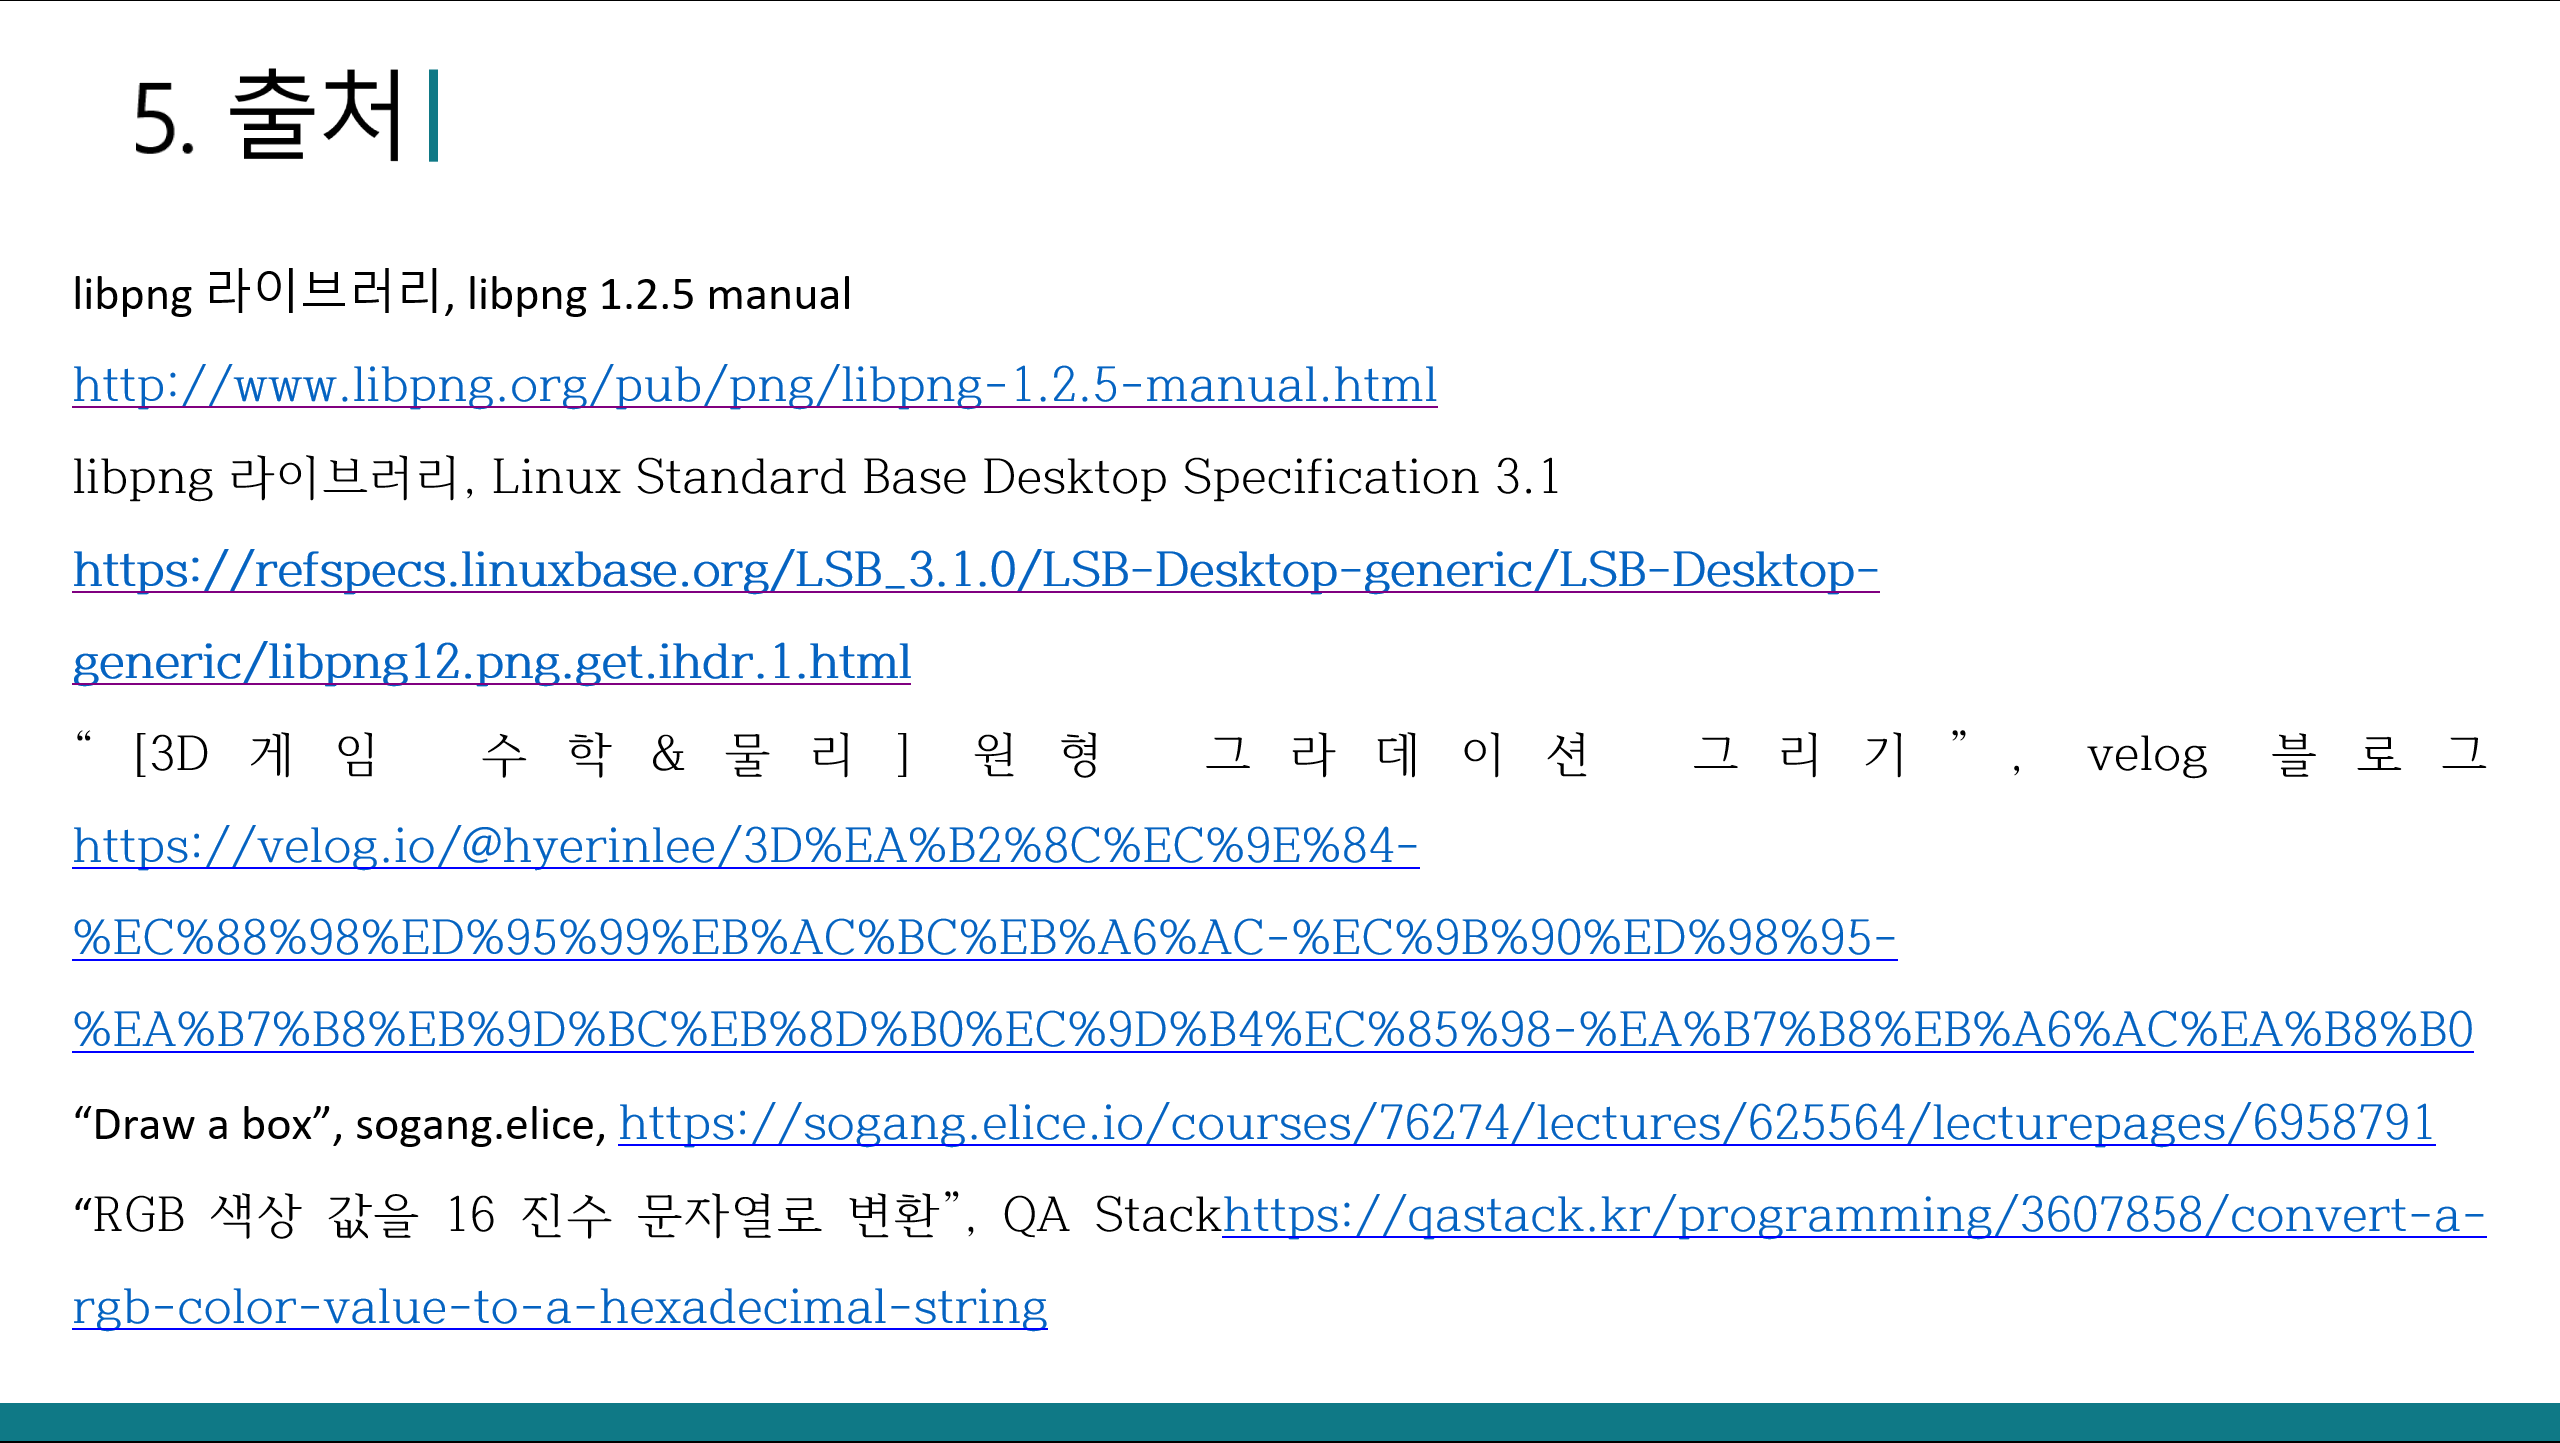 5. 출처
libpng 라이브러리, libpng 1.2.5 manual
http://www.libpng.org/pub/png/libpng-1.2.5-manual.html
libpng 라이브러리, Linux Standard Base Desktop Specification 3.1
https://refspecs.linuxbase.org/LSB_3.1.0/LSB-Desktop-generic/LSB-Desktop-
generic/libpng12.png.get.ihdr.1.html
“[3D게임 수학&물리] 원형 그라데이션 그리기”, velog 블로그
https://velog.io/@hyerinlee/3D%EA%B2%8C%EC%9E%84-
%EC%88%98%ED%95%99%EB%AC%BC%EB%A6%AC-%EC%9B%90%ED%98%95-
%EA%B7%B8%EB%9D%BC%EB%8D%B0%EC%9D%B4%EC%85%98-%EA%B7%B8%EB%A6%AC%EA%B8%B0
“Draw a box”, sogang.elice, https://sogang.elice.io/courses/76274/lectures/625564/lecturepages/6958791
“RGB 색상 값을 16 진수 문자열로 변환”, QA Stackhttps://qastack.kr/programming/3607858/convert-a-
rgb-color-value-to-a-hexadecimal-string